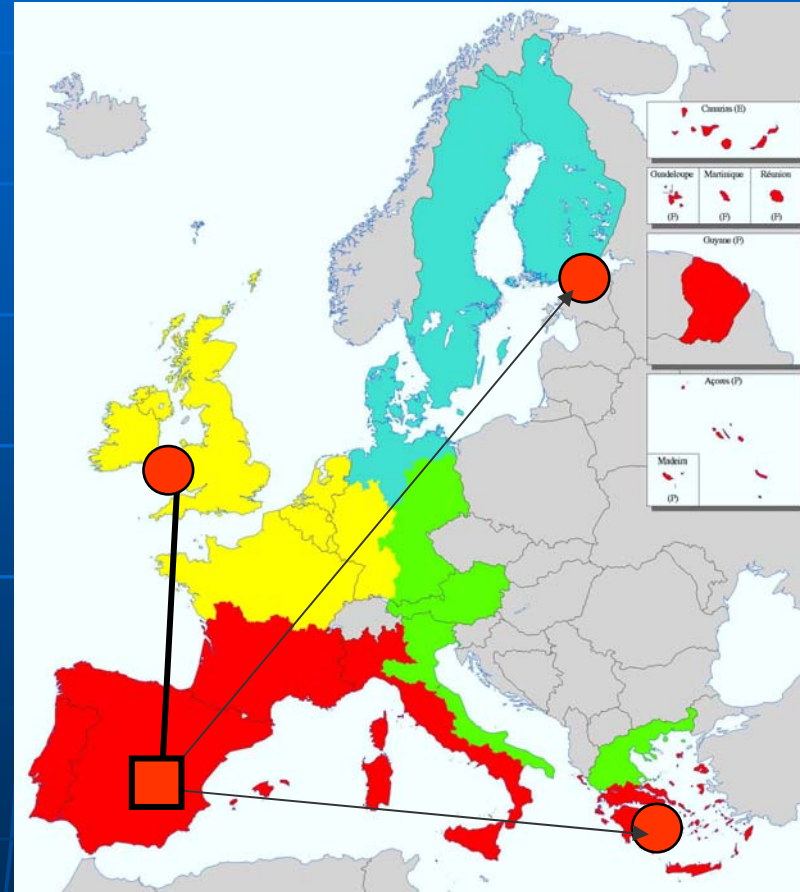 Canarias (E)
Guadeloupe
Martinique
Réunion
(F)
(F)
(F)
Guyane (F)
Açores (P)
Madeira
(P)